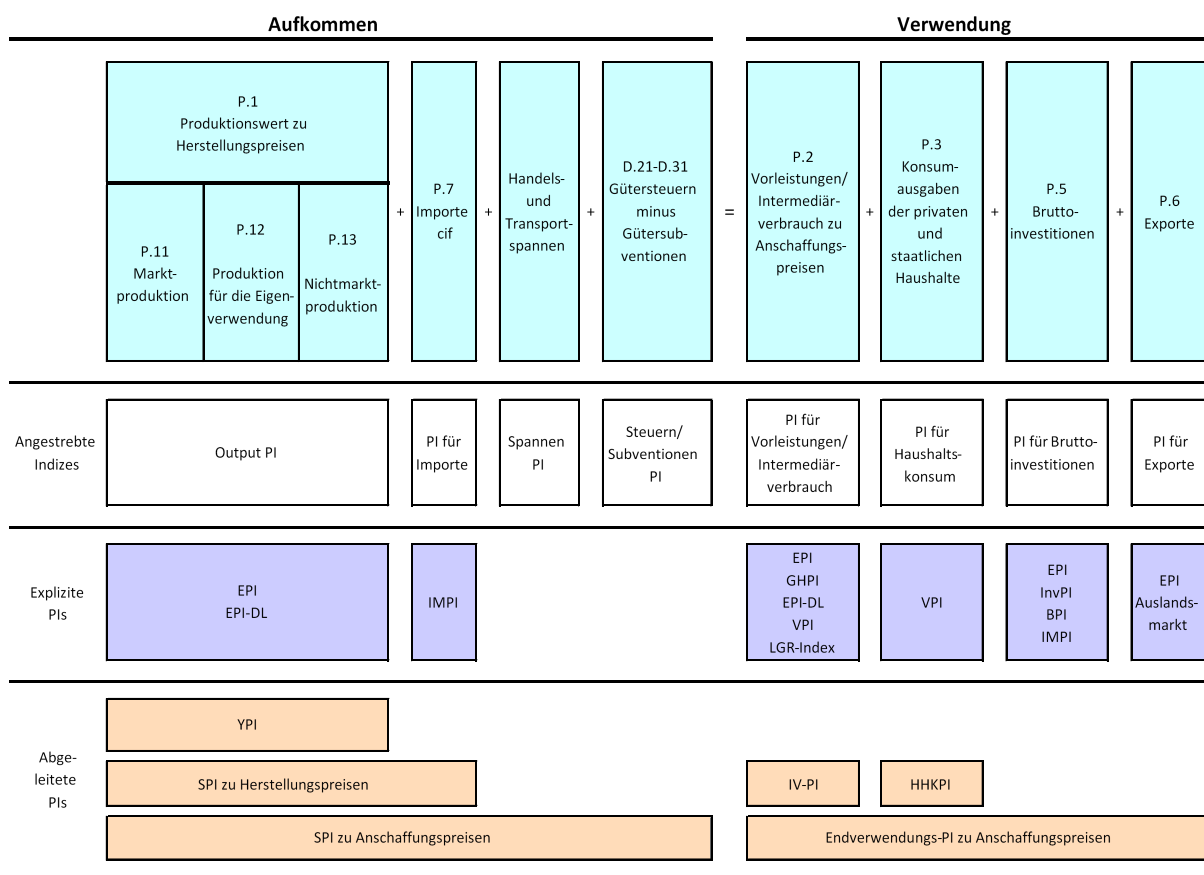 Aufkommen
Verwendung
P.1
Produktionswert zu
Herstellungspreisen
P.11
Markt-
produktion
P.12
Produktion
für die Eigen-
verwendung
P.13
Nichtmarkt-
produktion
+
P.7
Importe
cif
+
Handels-
und
Transport-
spannen
+
D.21-D.31
Gütersteuern
minus
Gütersub-
ventionen
=
P.2
Vorleistungen/
Intermediär-
verbrauch zu
Anschaffungs-
preisen
+
P.3
Konsum-
ausgaben
der privaten
und
staatlichen
Haushalte
+
P.5
Brutto-
investitionen
+
P.6
Exporte
Angestrebte
Indizes
Output PI
PI für
Importe
Spannen
PI
Steuern/
Subventionen
PI
PI für
Vorleistungen/
Intermediär-
verbrauch
PI für
Haushalts-
konsum
PI für Brutto-
investitionen
PI für
Exporte
Explizite
PIs
EPI
EPI-DL
IMPI
EPI
GHPI
EPI-DL
VPI
LGR-Index
VPI
EPI
InvPI
BPI
IMPI
EPI
Auslands-
markt
Abge-
leitete
PIs
YPI
SPI zu Herstellungspreisen
IV-PI
HHKPI
SPI zu Anschaffungspreisen
Endverwendungs-PI zu Anschaffungspreisen